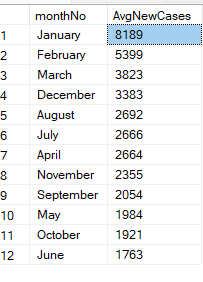 monthNo AvgNewCases
1 January 8189
2 February 5399
3 March 3823
4 December 3383
5 August 2692
6 July 2666
7 April 2664
8 November 2355
9 September 2054
10 May 1984
11 October 1921
12 June 1763